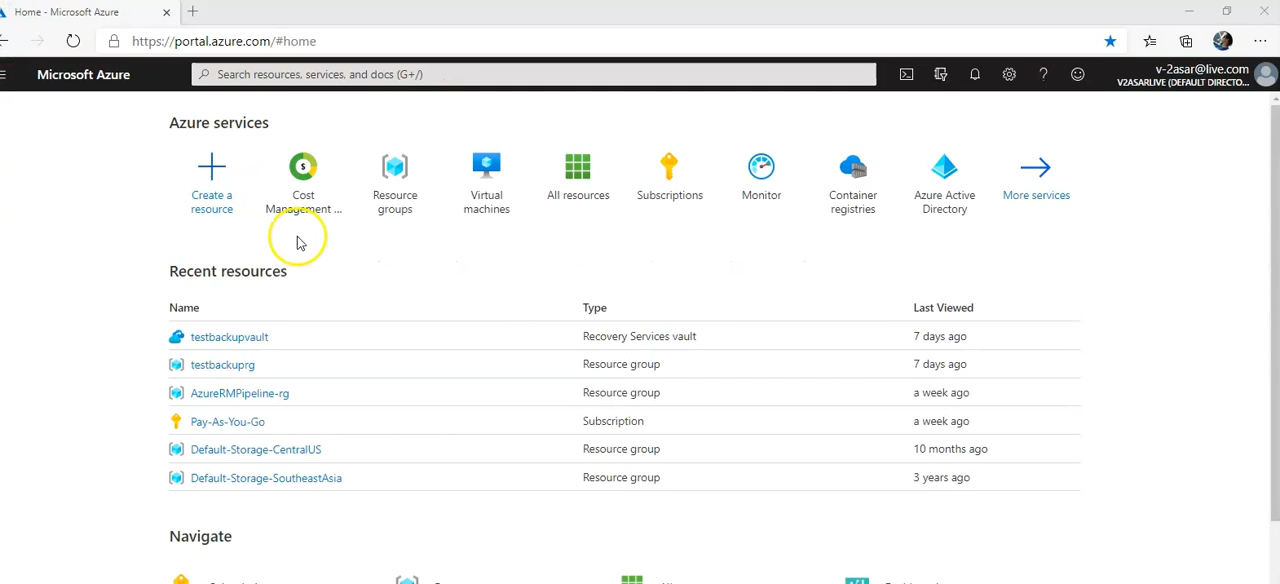 Home - Microsoft Azure
https://portal.azure.com/#home
Microsoft Azure
Search resources, services, and docs (G+/)
v-2asar@live.com
V2ASARLIVE (DEFAULT DIRECTO...
Azure services
Create a resource
Cost Management ...
Resource groups
Virtual machines
All resources
Subscriptions
Monitor
Container registries
Azure Active Directory
More services
Recent resources
Name Type Last Viewed
testbackupvault Recovery Services vault 7 days ago
testbackuprg Resource group 7 days ago
AzureRMPipeline-rg Resource group a week ago
Pay-As-You-Go Subscription a week ago
Default-Storage-CentralUS Resource group 10 months ago
Default-Storage-SoutheastAsia Resource group 3 years ago
Navigate